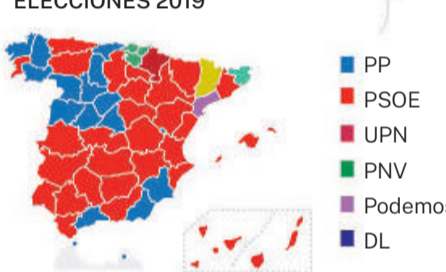 ELECCIONES 2019
PP
PSOE
UPN
PNV
Podemos
DL